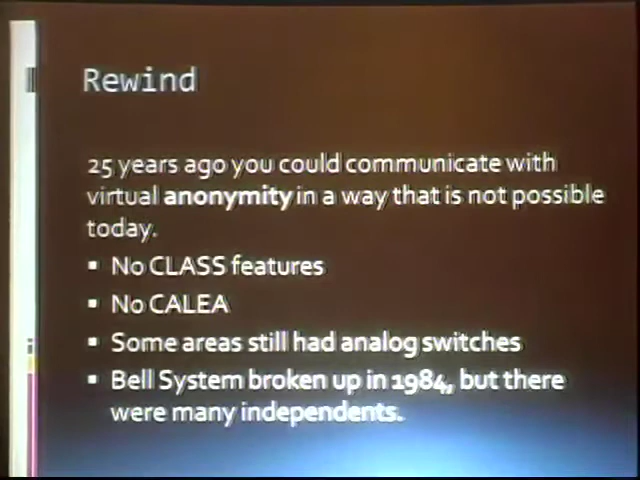 Rewind
25 years ago you could communicate with
virtual anonymity in a way that is not possible
today.
▪ No CLASS features
▪ No CALEA
▪ Some areas still had analog switches
▪ Bell System broken up in 1984, but there
were many independents.